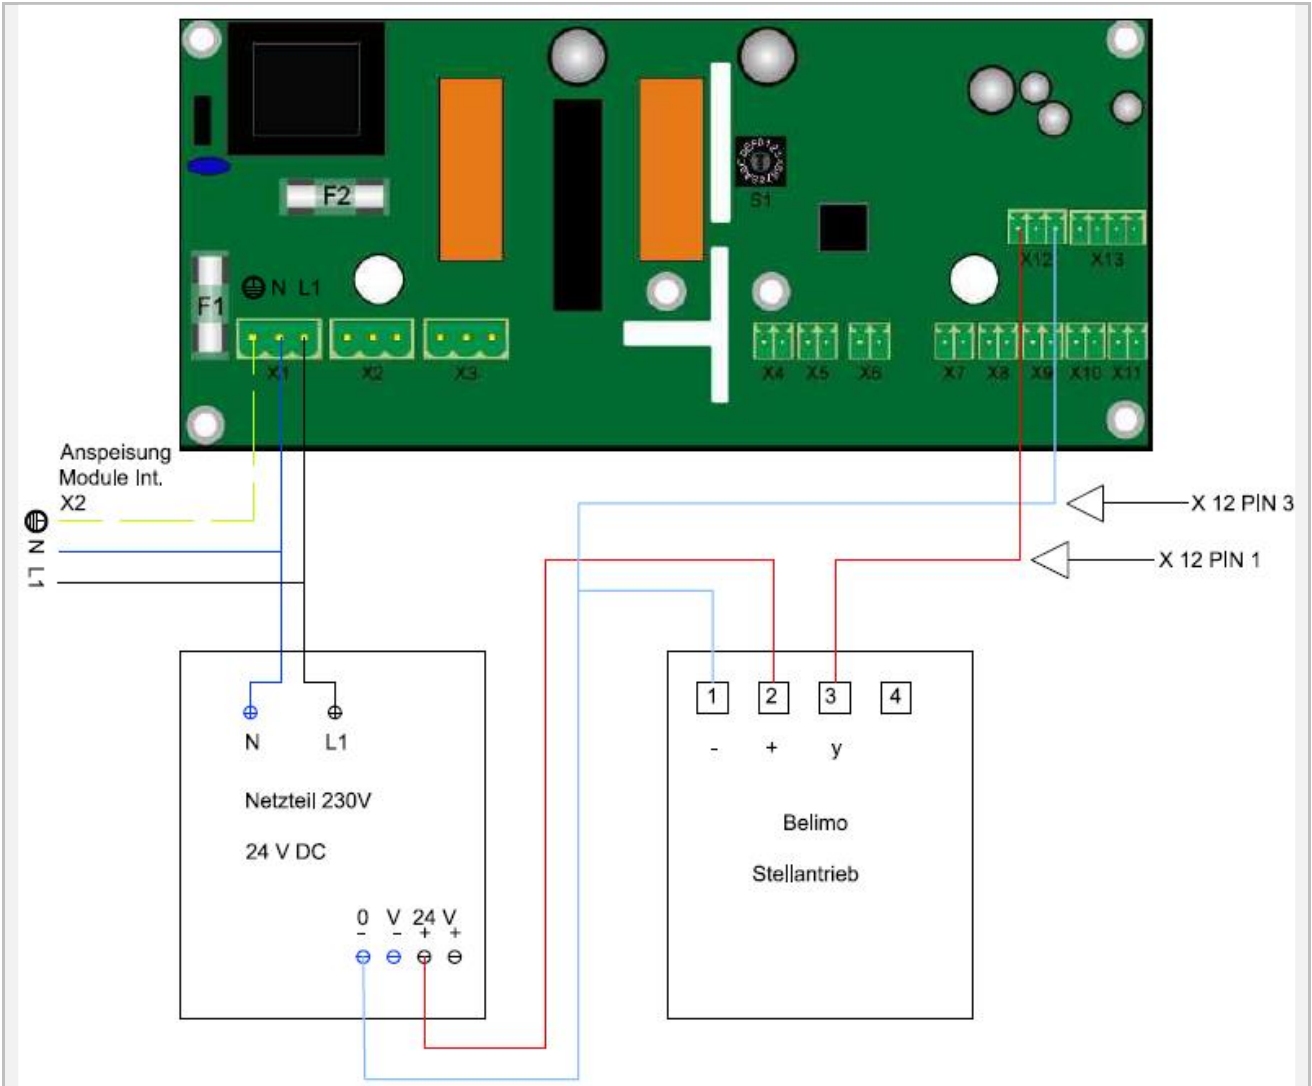 F2
S1
X12 X13
F1
N L1
X1 X2 X3
X4 X5 X6 X7 X8 X9 X10 X11
Anspeisung
Module Int.
X2
N
L1
X 12 PIN 3
X 12 PIN 1
N L1
Netzteil 230V
24 V DC
0 V 24 V
- - + +
1 2 3 4
- + y
Belimo
Stellantrieb